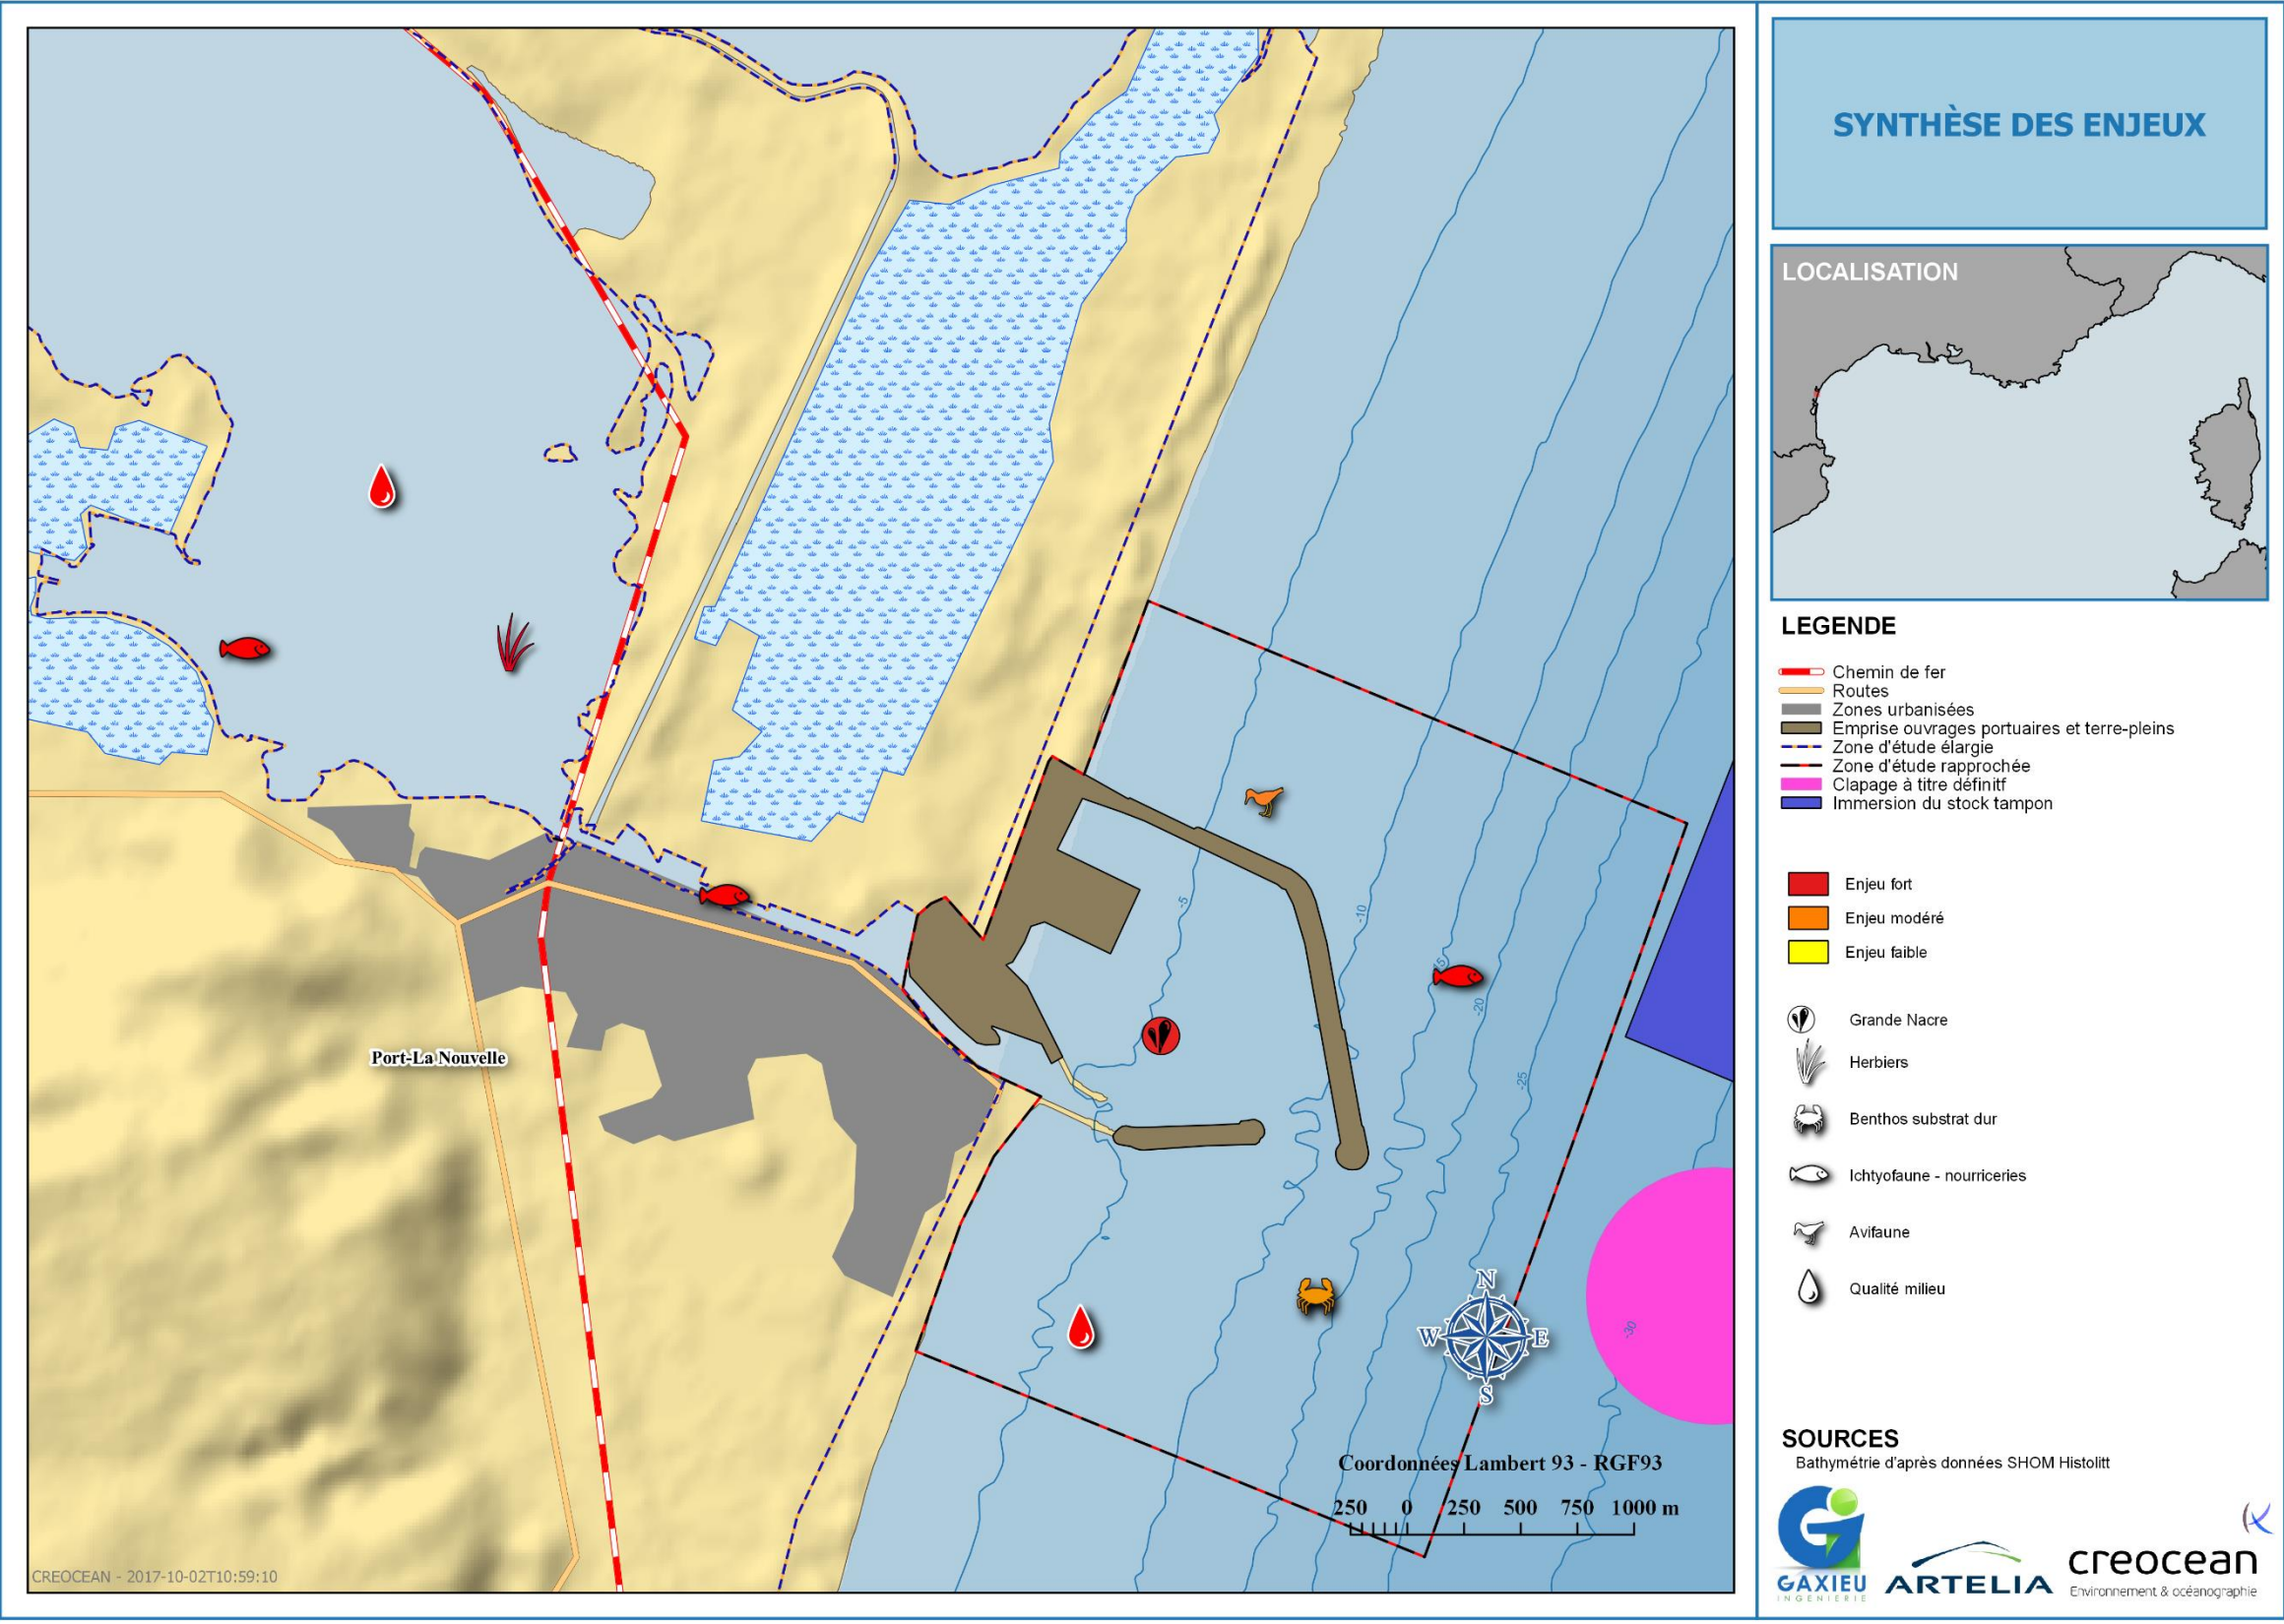 SYNTHÈSE DES ENJEUX
LOCALISATION
LEGENDE
Chemin de fer
Routes
Zones urbanisées
Emprise ouvrages portuaires et terre-pleins
Zone d'étude élargie
Zone d'étude rapprochée
Clapage à titre définitf
Immersion du stock tampon
Enjeu fort
Enjeu modéré
Enjeu faible
Grande Nacre
Herbiers
Benthos substrat dur
Ichtyofaune - nourriceries
Avifaune
Qualité milieu
SOURCES
Bathymétrie d'après données SHOM Histolitt
GAXIEU
INGÉNIERIE
ARTELIA
creocean
Environnement & océanographie
Port-La Nouvelle
-5
-10
-20
-25
-30
N
W
E
S
Coordonnées Lambert 93 - RGF93
250 0 250 500 750 1000 m
CREOCEAN - 2017-10-02T10:59:10